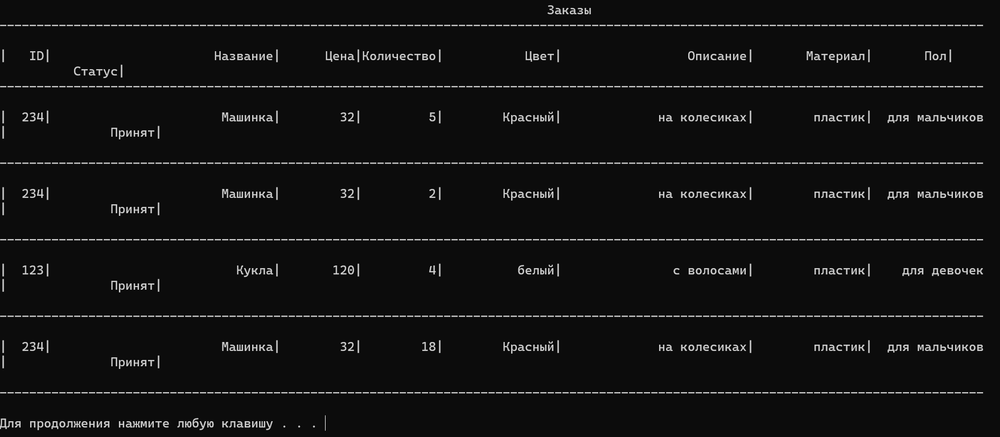 Заказы
-------------------------------------------------------------------------------------------------------------------------------------
|   ID|                      Название|      Цена|Количество|           Цвет|                 Описание|       Материал|       Пол|
          Статус|
-------------------------------------------------------------------------------------------------------------------------------------
|  234|                       Машинка|        32|         5|        Красный|             на колесиках|        пластик|  для мальчиков
|              Принят|
-------------------------------------------------------------------------------------------------------------------------------------
|  234|                       Машинка|        32|         2|        Красный|             на колесиках|        пластик|  для мальчиков
|              Принят|
-------------------------------------------------------------------------------------------------------------------------------------
|  123|                         Кукла|       120|         4|          белый|               с волосами|        пластик|    для девочек
|              Принят|
-------------------------------------------------------------------------------------------------------------------------------------
|  234|                       Машинка|        32|        18|        Красный|             на колесиках|        пластик|  для мальчиков
|              Принят|
-------------------------------------------------------------------------------------------------------------------------------------
Для продолжения нажмите любую клавишу . . .